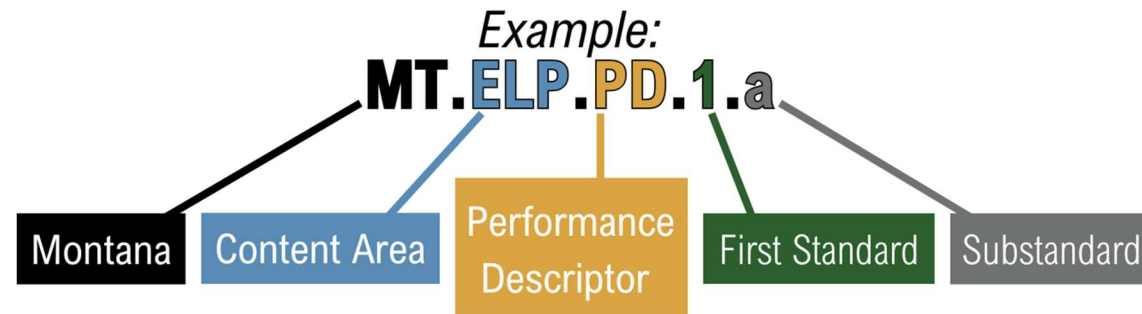 Example:
MT.ELP.PD.1.a
Montana
Content Area
Performance
Descriptor
First Standard
Substandard